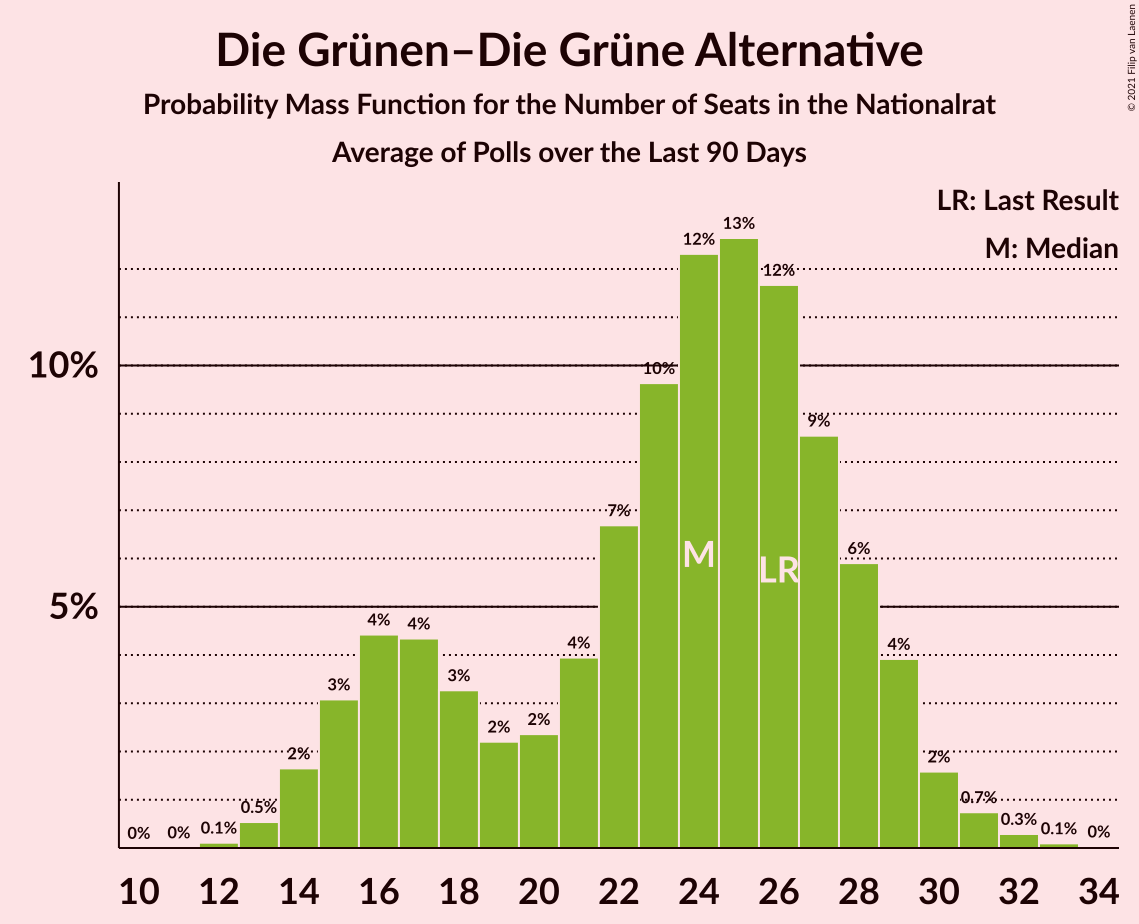 Die Grünen–Die Grüne Alternative
Probability Mass Function for the Number of Seats in the Nationalrat
Average of Polls over the Last 90 Days
© 2021 Filip van Laenen
LR: Last Result
M: Median
10%
5%
0% 0% 0.1% 0.5% 2% 3% 4% 4% 3% 2% 2% 4% 7% 10% 12% 13% 12% 9% 6% 4% 2% 0.7% 0.3% 0.1% 0%
M
LR
10 12 14 16 18 20 22 24 26 28 30 32 34